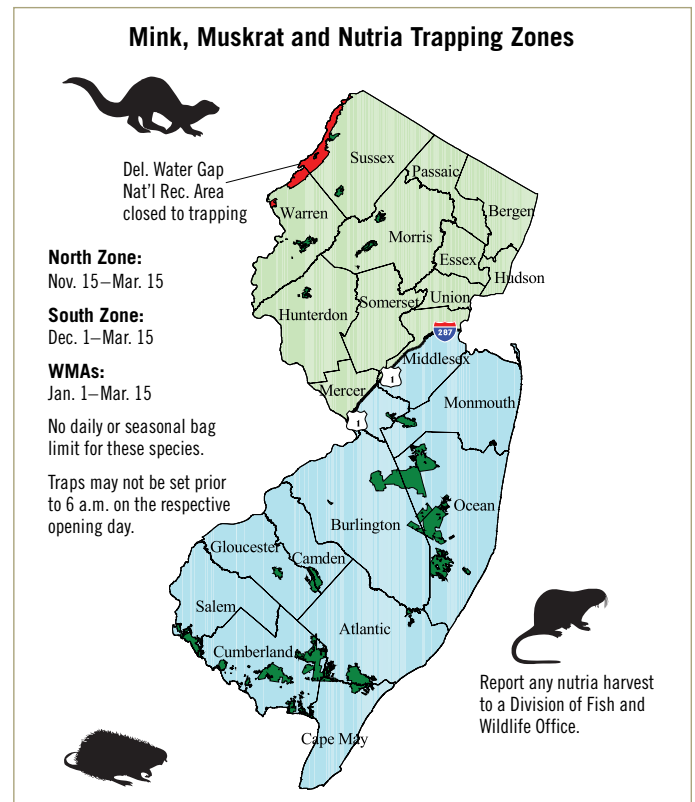 Mink, Muskrat and Nutria Trapping Zones
Del. Water Gap
Nat'l Rec. Area
closed to trapping
North Zone:
Nov. 15–Mar. 15
South Zone:
Dec. 1–Mar. 15
WMAs:
Jan. 1–Mar. 15
No daily or seasonal bag
limit for these species.
Traps may not be set prior
to 6 a.m. on the respective
opening day.
Sussex
Passaic
Bergen
Warren
Morris
Essex
Hudson
Union
Somerset
Hunterdon
287
Middlesex
1
Mercer
Monmouth
1
Ocean
Burlington
Gloucester
Camden
Salem
Atlantic
Cumberland
Cape May
Report any nutria harvest
to a Division of Fish and
Wildlife Office.